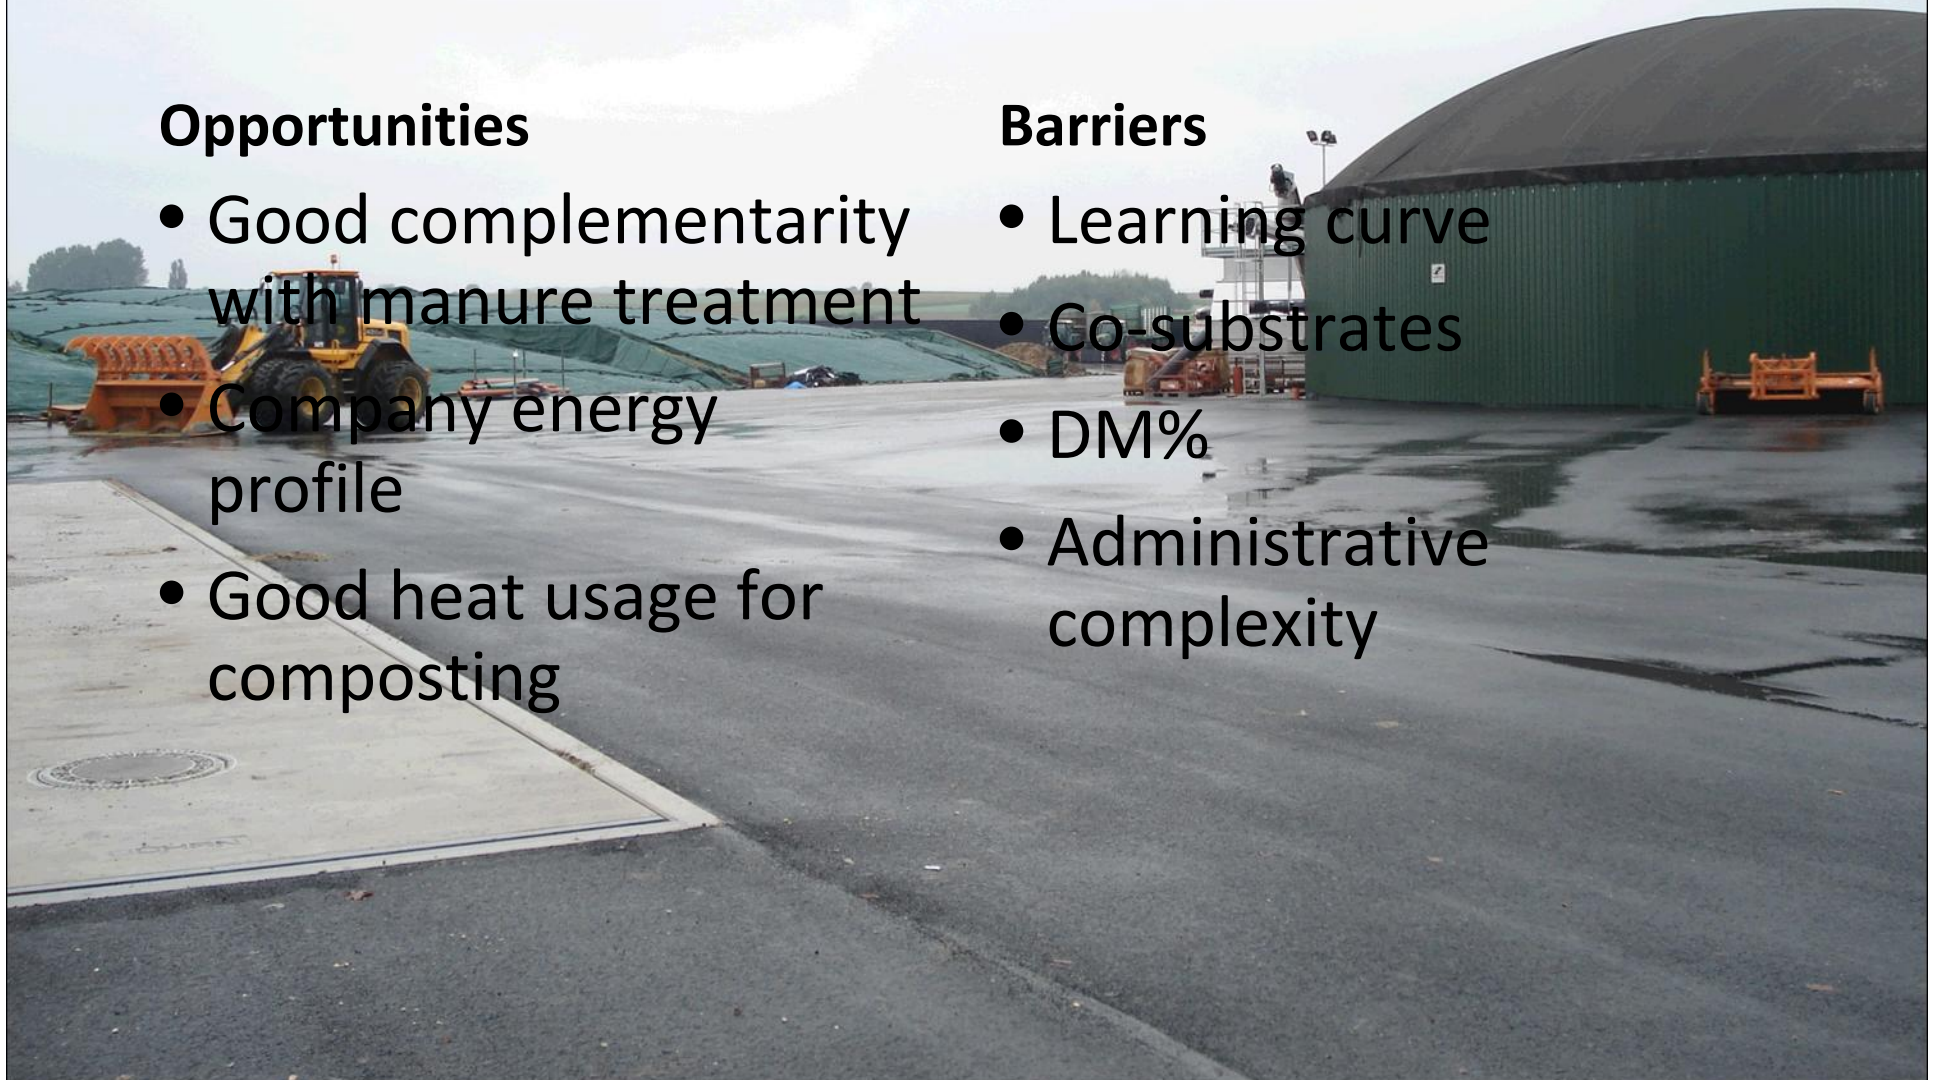 Opportunities
• Good complementarity
with manure treatment
• Company energy
profile
• Good heat usage for
composting
Barriers
• Learning curve
• Co-substrates
• DM%
• Administrative
complexity